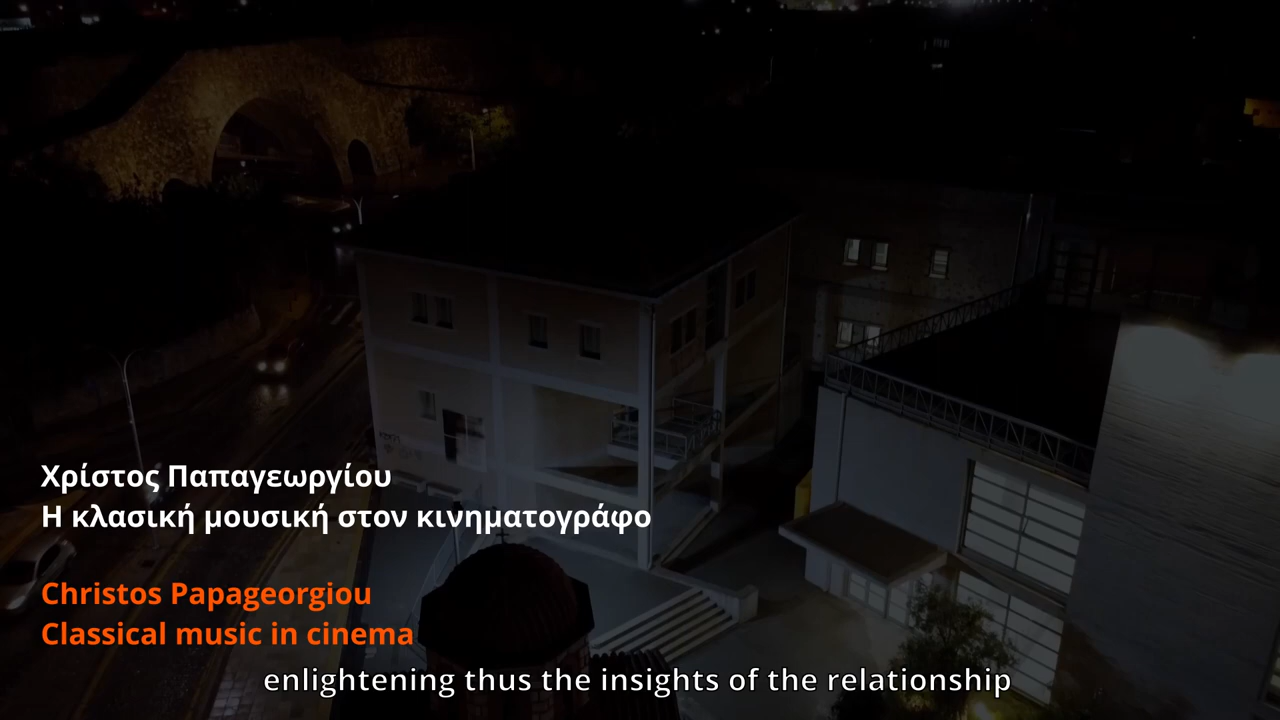 Χρίστος Παπαγεωργίου
Η κλασική μουσική στον κινηματογράφο
Christos Papageorgiou
Classical music in cinema
enlightening thus the insights of the relationship